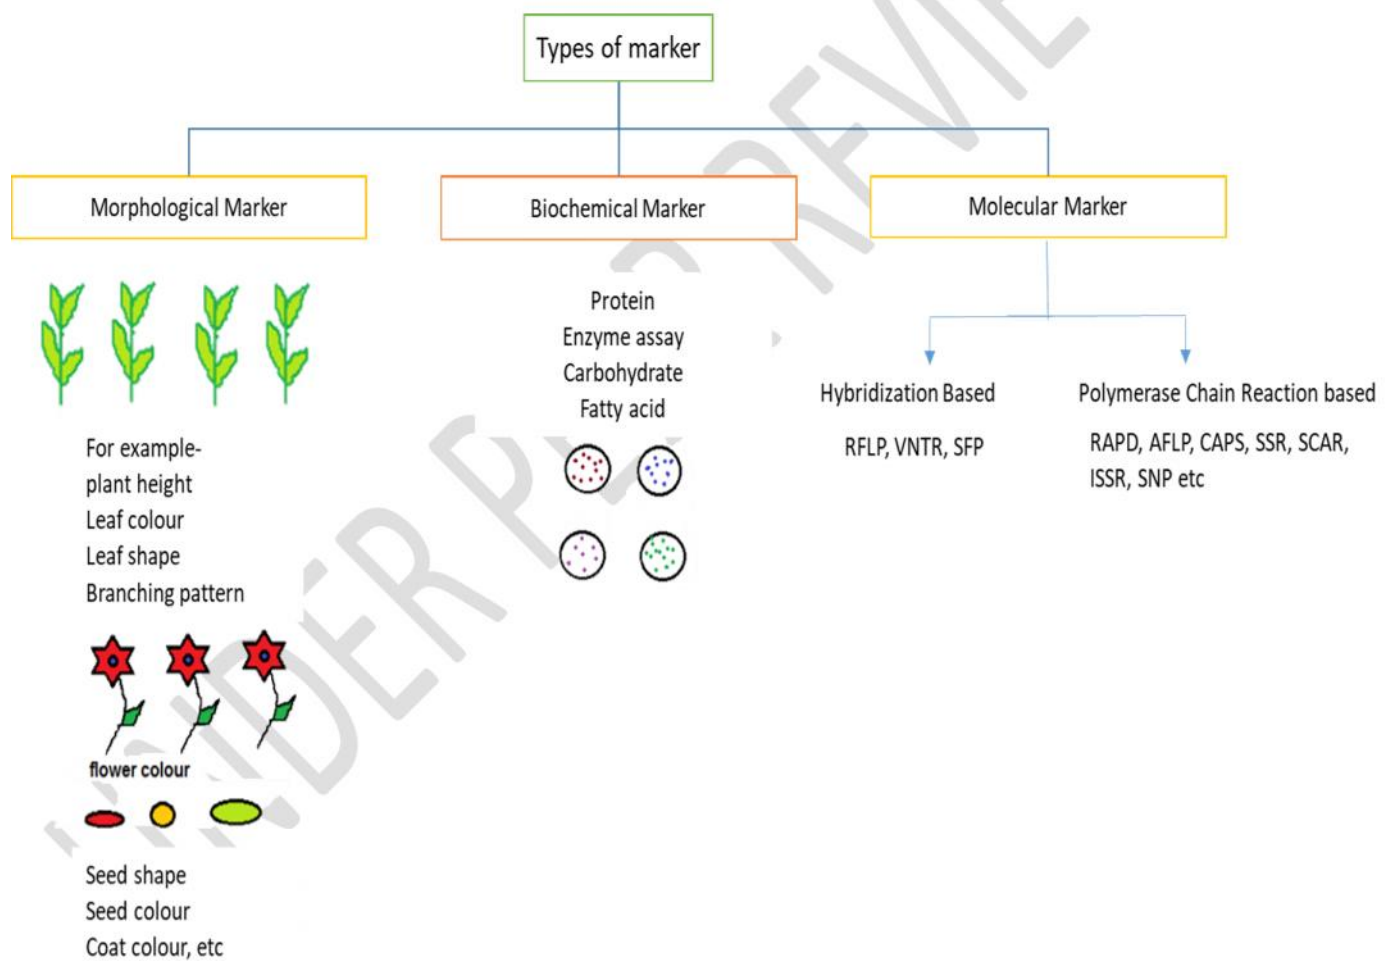 Types of marker
Morphological Marker
Biochemical Marker
Molecular Marker
For example-
plant height
Leaf colour
Leaf shape
Branching pattern
flower colour
Seed shape
Seed colour
Coat colour, etc
Protein
Enzyme assay
Carbohydrate
Fatty acid
Hybridization Based
RFLP, VNTR, SFP
Polymerase Chain Reaction based
RAPD, AFLP, CAPS, SSR, SCAR,
ISSR, SNP etc